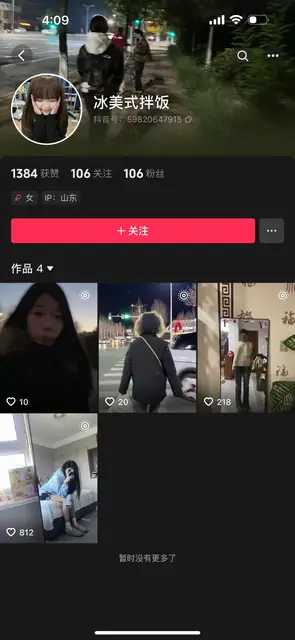 4:09
冰美式拌饭
抖音号：59820647915
1384 获赞 106 关注 106 粉丝
女 IP：山东
+ 关注
作品 4
10 20 218
福
福
812
暂时没有更多了